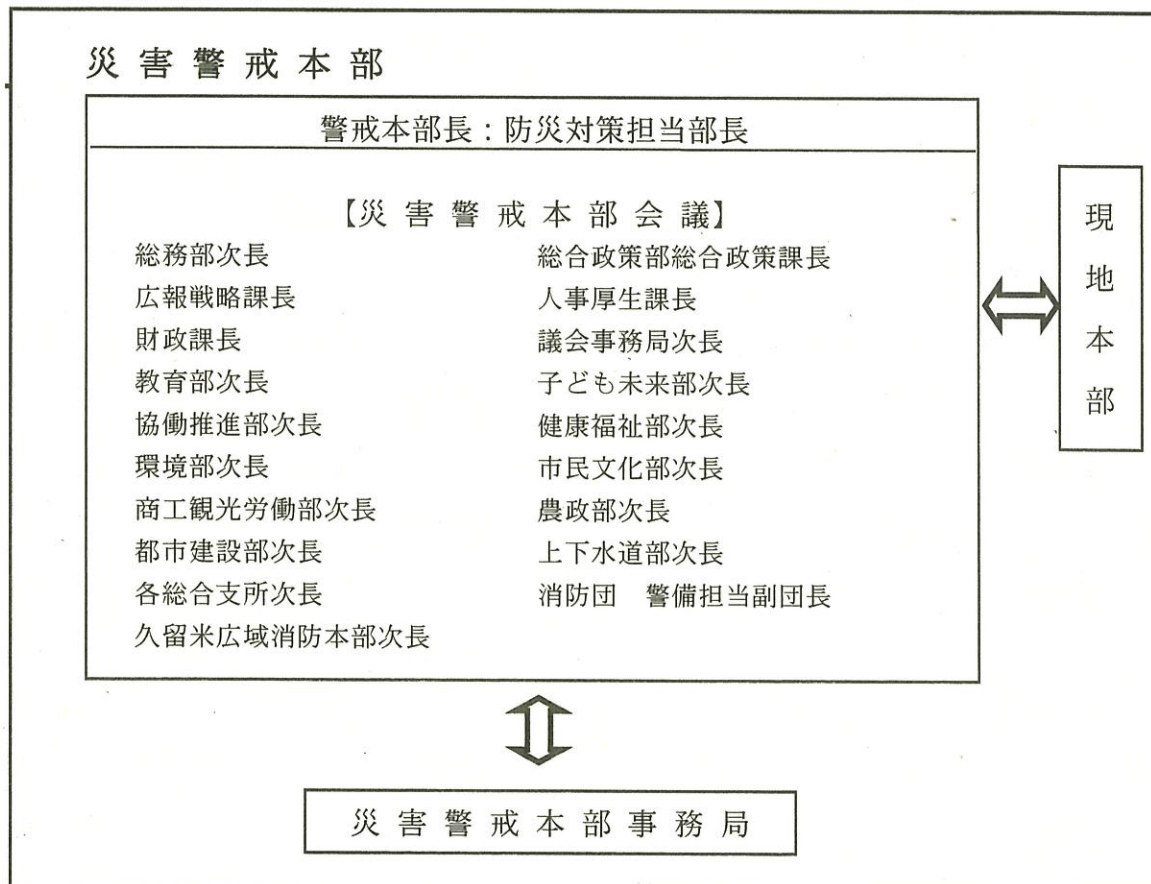 災害警戒本部
警戒本部長：防災対策担当部長
【災害警戒本部会議】
総務部次長 総合政策部総合政策課長
広報戦略課長 人事厚生課長
財政課長 議会事務局次長
教育部次長 子ども未来部次長
協働推進部次長 健康福祉部次長
環境部次長 市民文化部次長
商工観光労働部次長 農政部次長
都市建設部次長 上下水道部次長
各総合支所次長 消防団　警備担当副団長
久留米広域消防本部次長
現地本部
災害警戒本部事務局